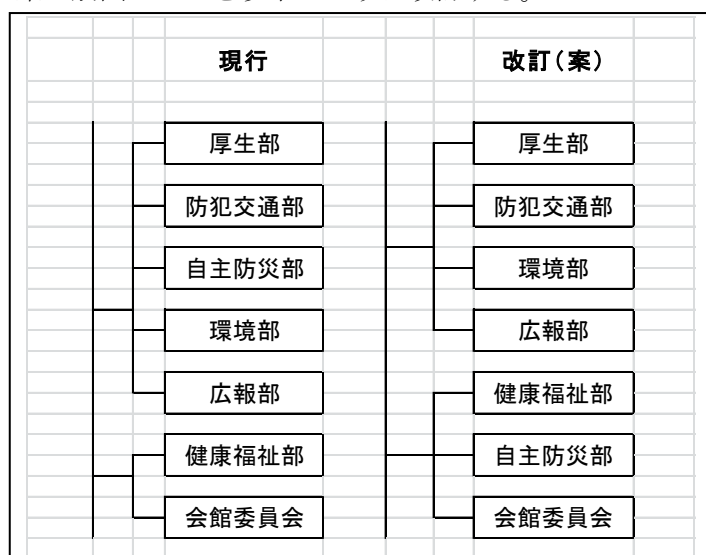 現行
改訂(案)
厚生部
防犯交通部
自主防災部
環境部
広報部
健康福祉部
会館委員会
厚生部
防犯交通部
環境部
広報部
健康福祉部
自主防災部
会館委員会